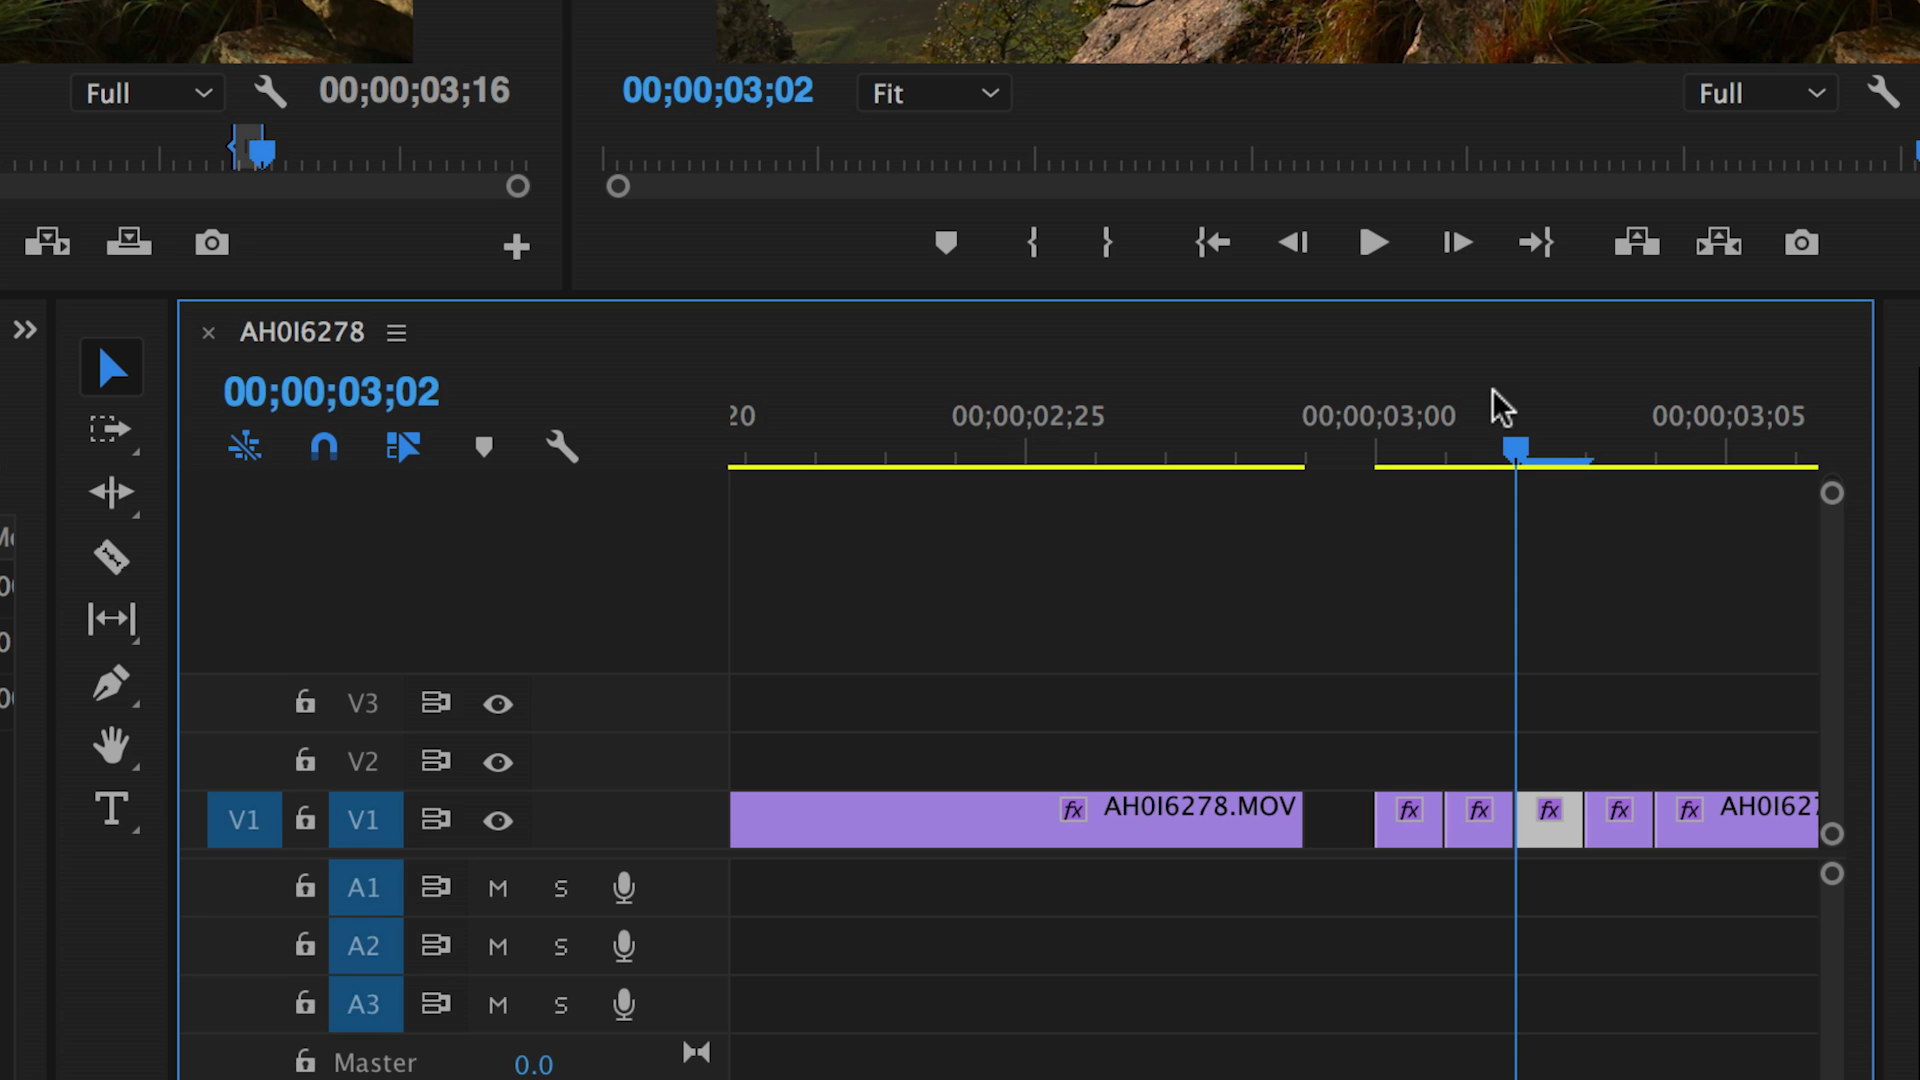 Full 00;00;03;16
00;00;03;02 Fit Full
AH0I6278
00;00;03;02
20 00;00;02;25 00;00;03;00 00;00;03;05
V3
V2
V1 V1
fx AH0I6278.MOV fx fx fx fx fx AH0I627
A1 M S
A2 M S
A3 M S
Master 0.0